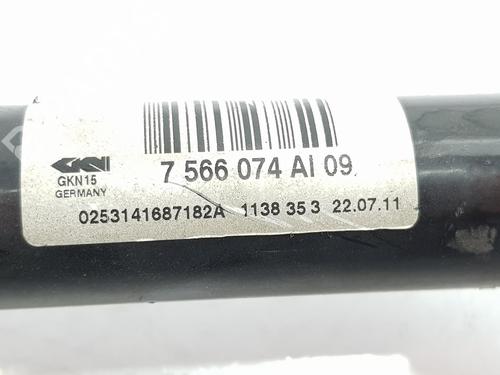 GKN
7 566 074 AI 09
GKN15
GERMANY
0253141687182A 1138 35 3 22.07.11